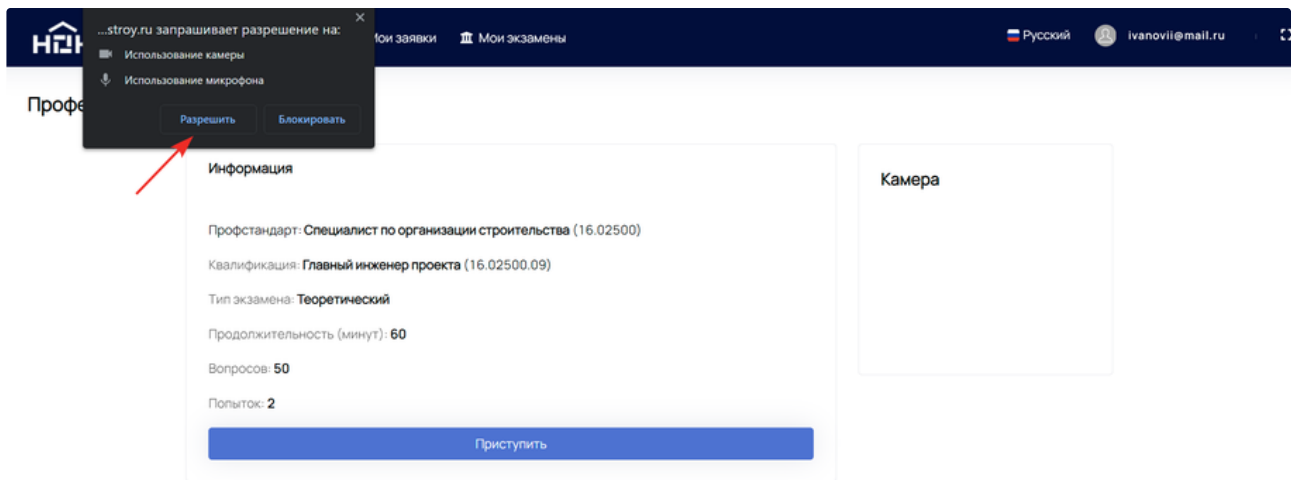 ...stroy.ru запрашивает разрешение на:
Использование камеры
Использование микрофона
Разрешить Блокировать
Мои экзамены
Русский
ivanovii@mail.ru
заявки
Информация
Профстандарт: Специалист по организации строительства (16.02500)
Квалификация: Главный инженер проекта (16.02500.09)
Тип экзамена: Теоретический
Продолжительность (минут): 60
Вопросов: 50
Попыток: 2
Приступить
Камера